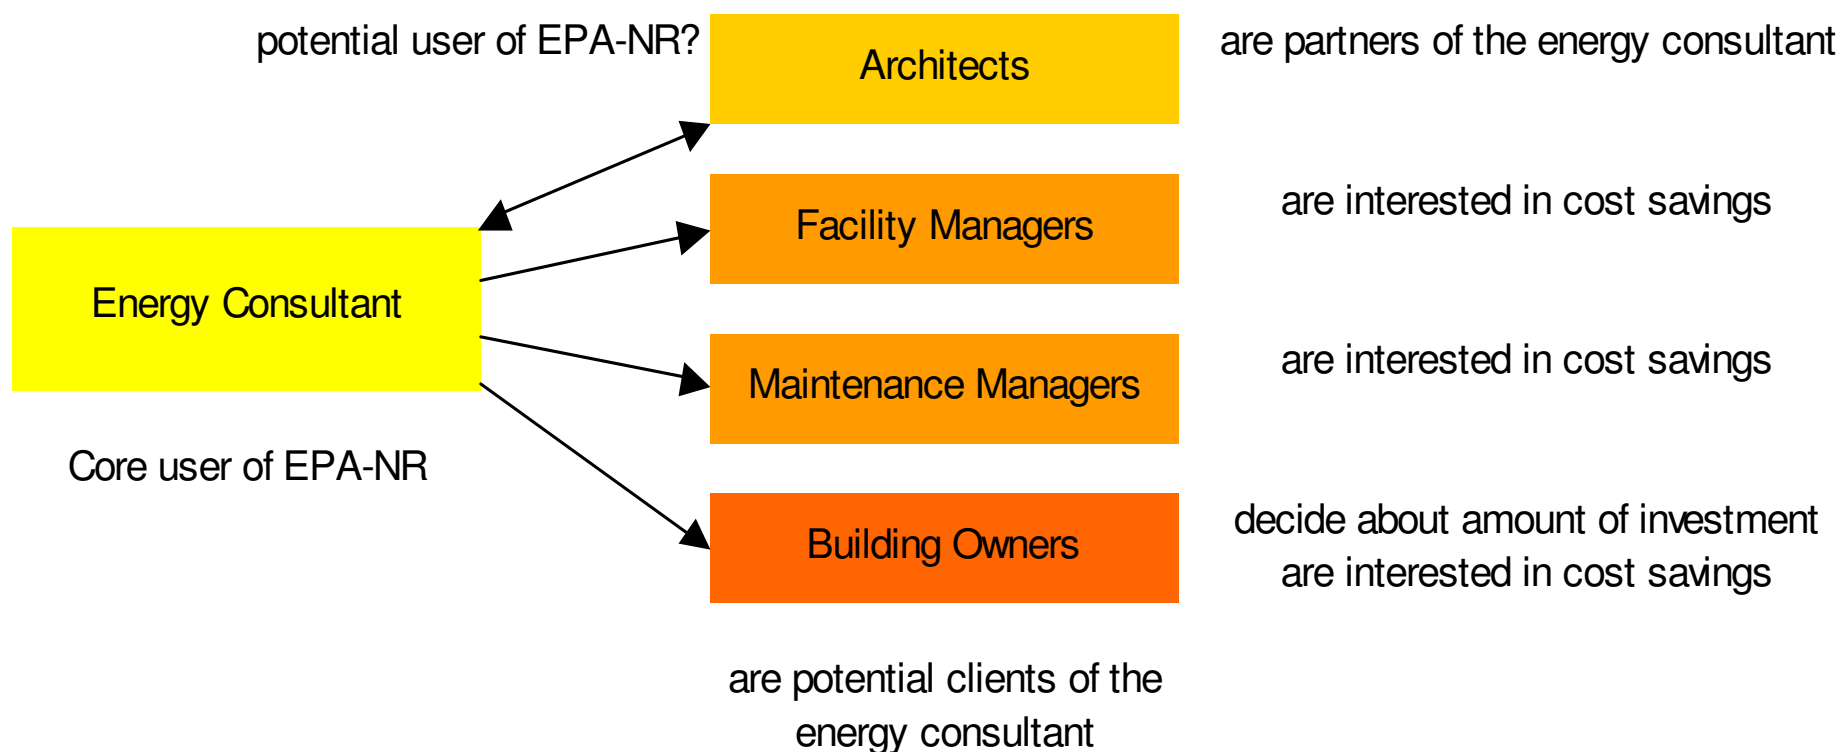 potential user of EPA-NR?
Architects
are partners of the energy consultant
Facility Managers
are interested in cost savings
Energy Consultant
Maintenance Managers
are interested in cost savings
Core user of EPA-NR
Building Owners
decide about amount of investment
are interested in cost savings
are potential clients of the
energy consultant